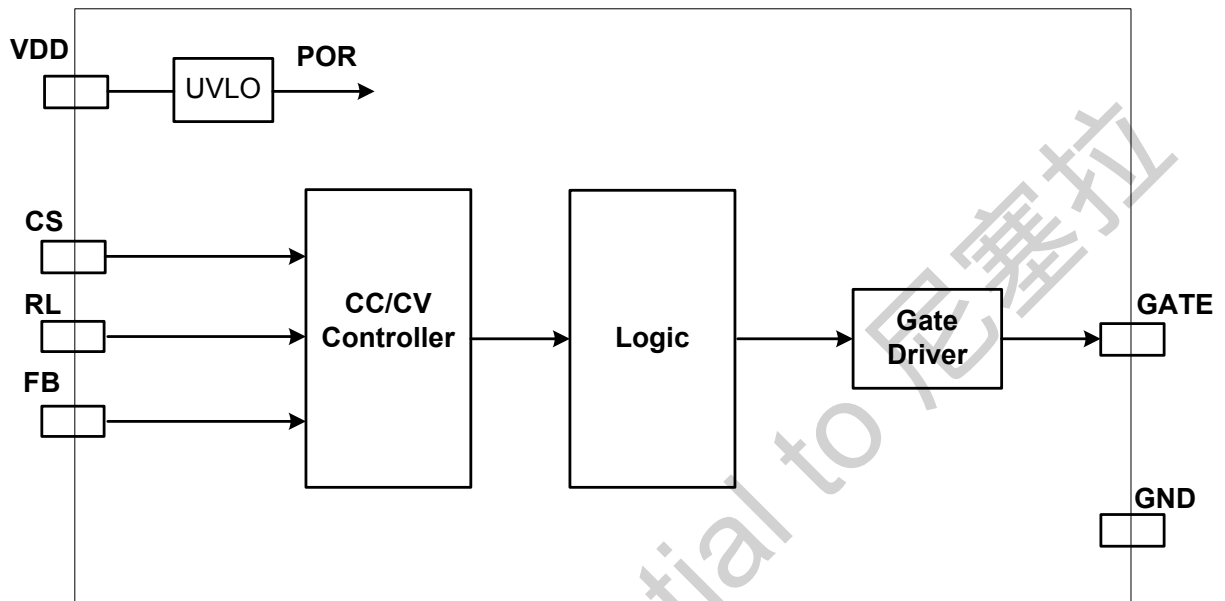 VDD
UVLO
POR
CS
RL
FB
CC/CV
Controller
Logic
Gate
Driver
GATE
GND
tial to 尼塞拉